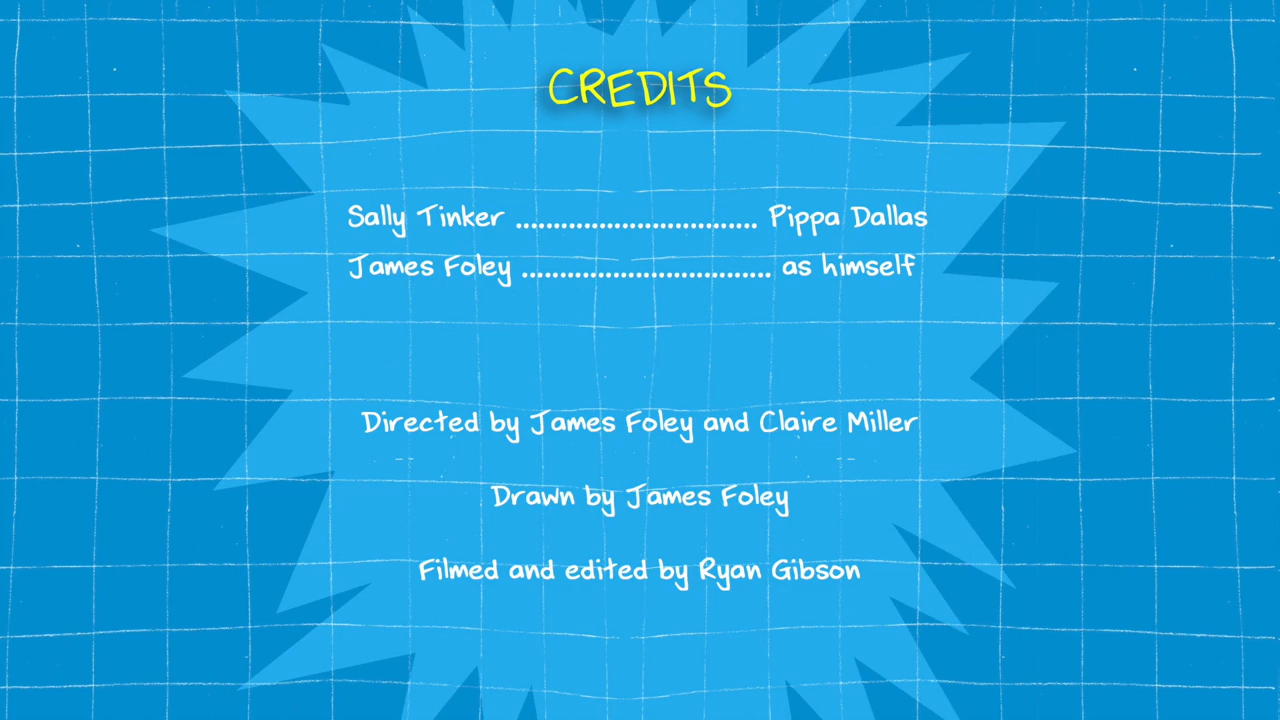 CREDITS
Sally Tinker ................................ Pippa Dallas
James Foley ................................. as himself
Directed by James Foley and Claire Miller
Drawn by James Foley
Filmed and edited by Ryan Gibson